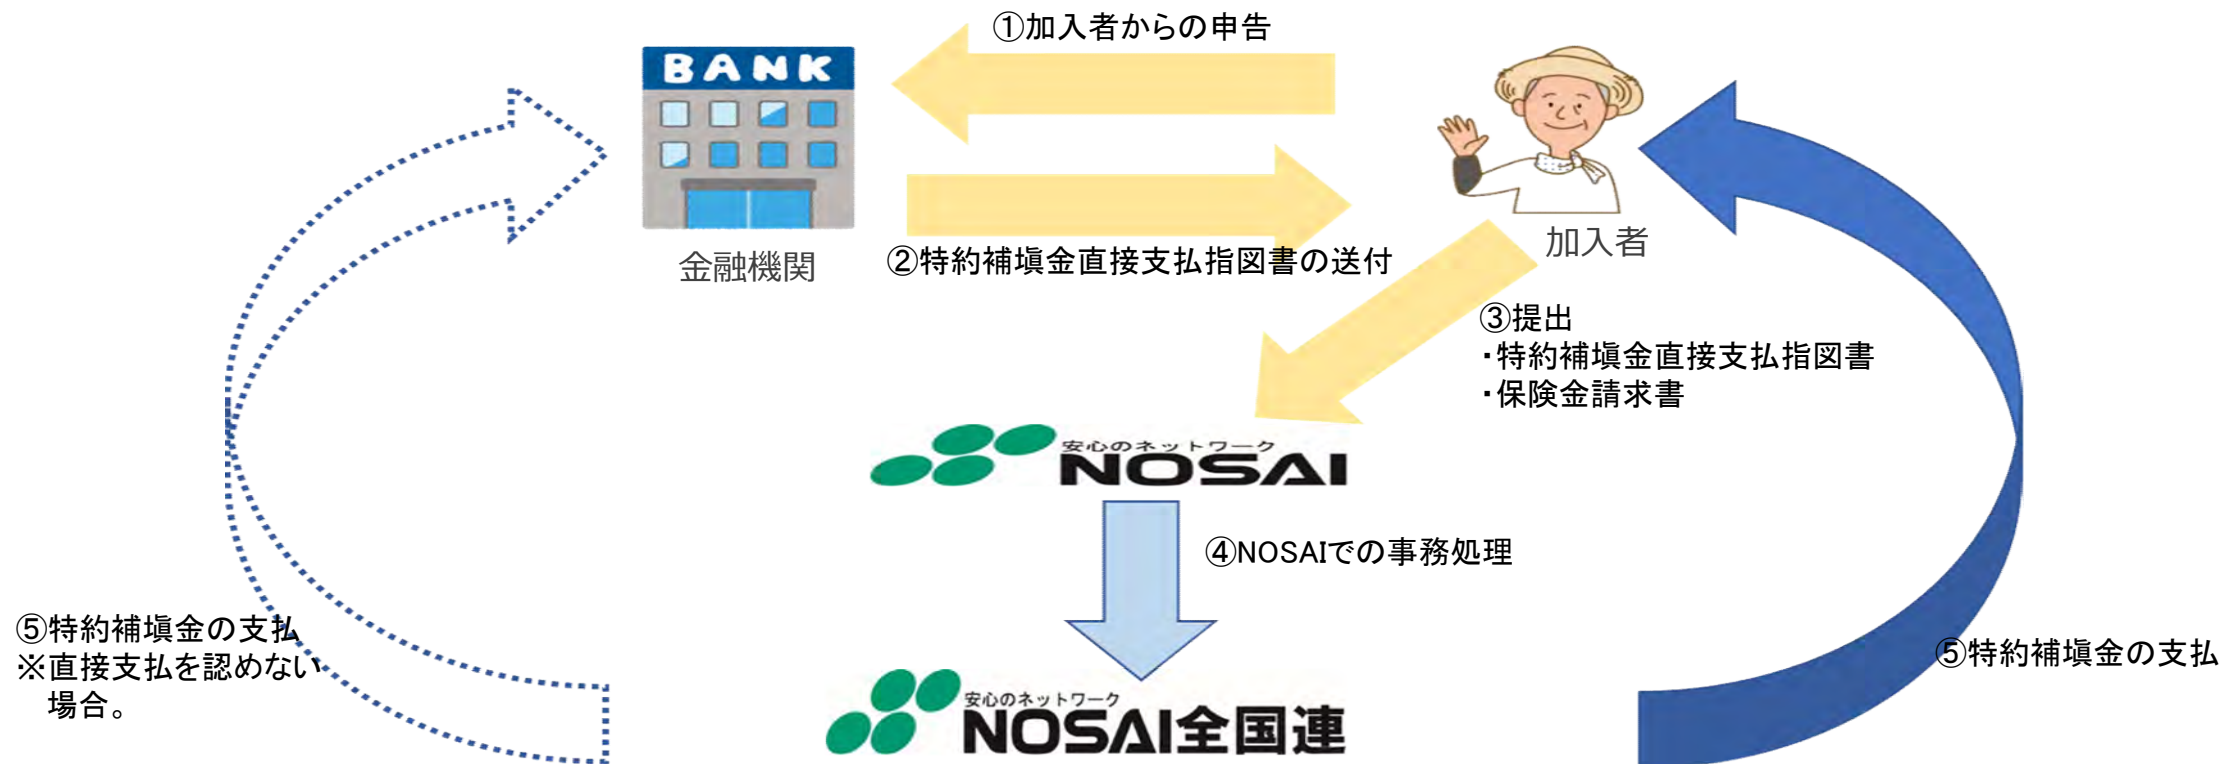 ①加入者からの申告
BANK
金融機関
加入者
②特約補塡金直接支払指図書の送付
③提出
・特約補塡金直接支払指図書
・保険金請求書
安心のネットワーク
NOSAI
④NOSAIでの事務処理
⑤特約補塡金の支払
※直接支払を認めない
場合。
⑤特約補塡金の支払
安心のネットワーク
NOSAI全国連